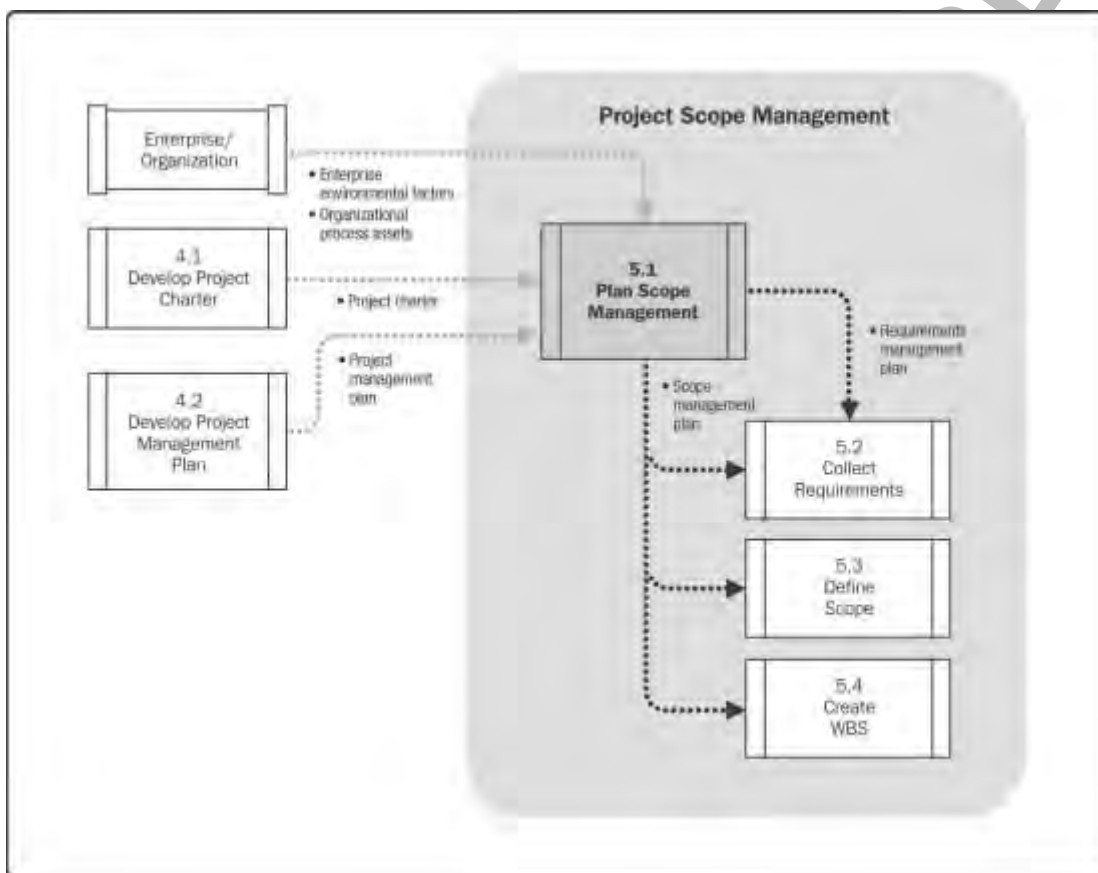 Project Scope Management
Enterprise/
Organization
• Enterprise
environmental factors
• Organizational
process assets
4.1
Develop Project
Charter
• Project charter
5.1
Plan Scope
Management
• Project
management
plan
4.2
Develop Project
Management
Plan
• Requirements
management
plan
• Scope
management
plan
5.2
Collect
Requirements
5.3
Define
Scope
5.4
Create
WBS